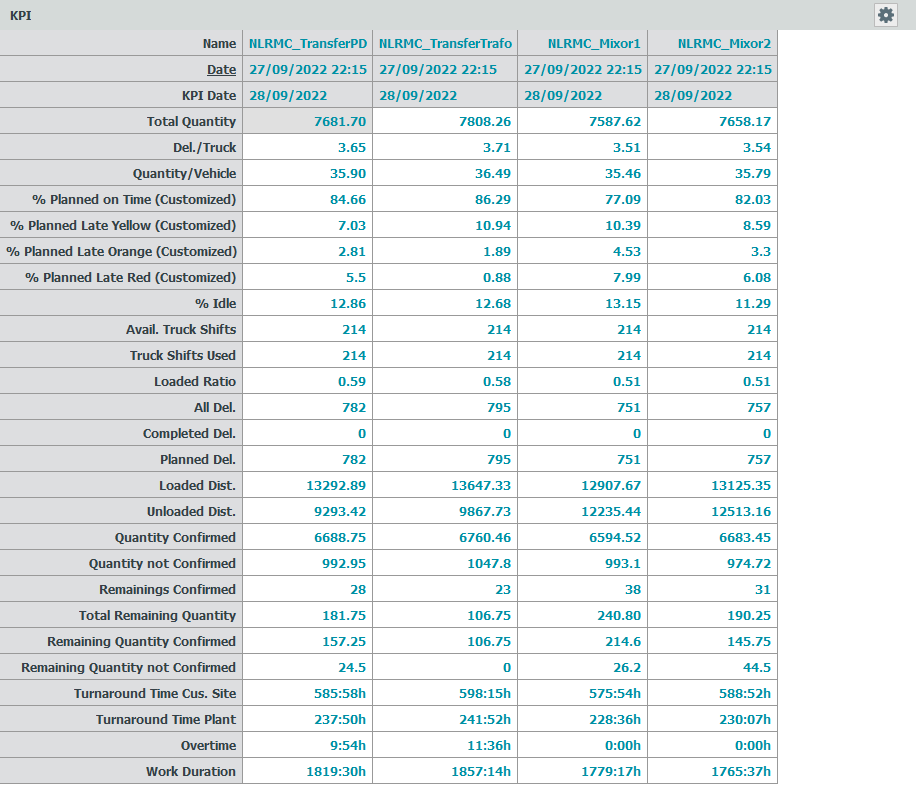 KPI
Name NLRMC_TransferPD NLRMC_TransferTrafo NLRMC_Mixor1 NLRMC_Mixor2
Date 27/09/2022 22:15 27/09/2022 22:15 27/09/2022 22:15 27/09/2022 22:15
KPI Date 28/09/2022 28/09/2022 28/09/2022 28/09/2022
Total Quantity 7681.70 7808.26 7587.62 7658.17
Del./Truck 3.65 3.71 3.51 3.54
Quantity/Vehicle 35.90 36.49 35.46 35.79
% Planned on Time (Customized) 84.66 86.29 77.09 82.03
% Planned Late Yellow (Customized) 7.03 10.94 10.39 8.59
% Planned Late Orange (Customized) 2.81 1.89 4.53 3.3
% Planned Late Red (Customized) 5.5 0.88 7.99 6.08
% Idle 12.86 12.68 13.15 11.29
Avail. Truck Shifts 214 214 214 214
Truck Shifts Used 214 214 214 214
Loaded Ratio 0.59 0.58 0.51 0.51
All Del. 782 795 751 757
Completed Del. 0 0 0 0
Planned Del. 782 795 751 757
Loaded Dist. 13292.89 13647.33 12907.67 13125.35
Unloaded Dist. 9293.42 9867.73 12235.44 12513.16
Quantity Confirmed 6688.75 6760.46 6594.52 6683.45
Quantity not Confirmed 992.95 1047.8 993.1 974.72
Remainings Confirmed 28 23 38 31
Total Remaining Quantity 181.75 106.75 240.80 190.25
Remaining Quantity Confirmed 157.25 106.75 214.6 145.75
Remaining Quantity not Confirmed 24.5 0 26.2 44.5
Turnaround Time Cus. Site 585:58h 598:15h 575:54h 588:52h
Turnaround Time Plant 237:50h 241:52h 228:36h 230:07h
Overtime 9:54h 11:36h 0:00h 0:00h
Work Duration 1819:30h 1857:14h 1779:17h 1765:37h